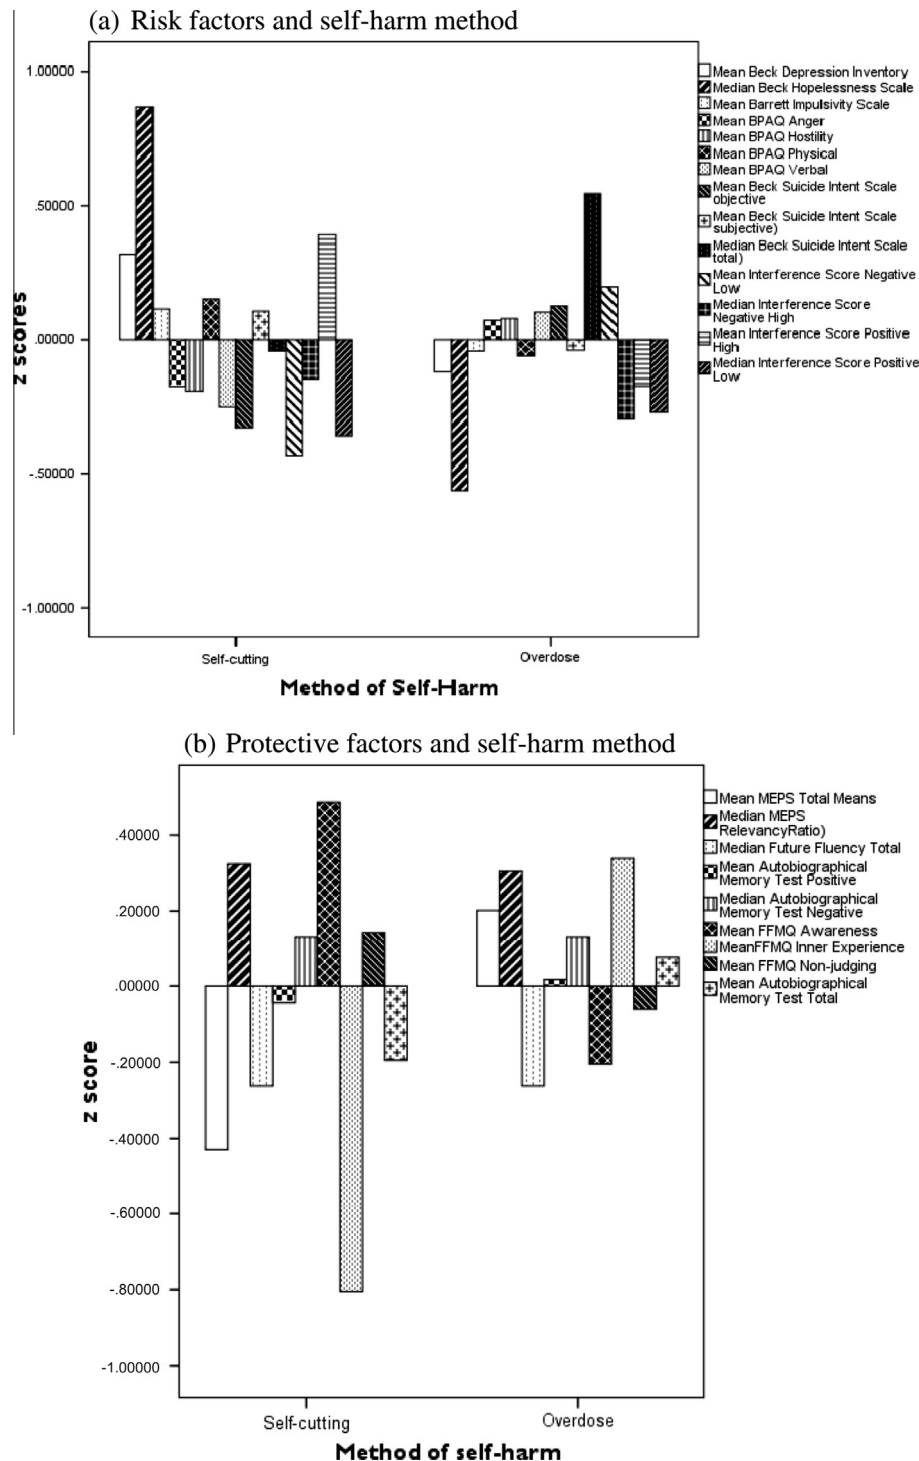 (a) Risk factors and self-harm method
1.00000
.50000
.00000
-.50000
-1.00000
z scores
Self-cutting
Overdose
Method of Self-Harm
Mean Beck Depression Inventory
Median Beck Hopelessness Scale
Mean Barrett Impulsivity Scale
Mean BPAQ Anger
Mean BPAQ Hostility
Mean BPAQ Physical
Mean BPAQ Verbal
Mean Beck Suicide Intent Scale
objective
Mean Beck Suicide Intent Scale
subjective)
Median Beck Suicide Intent Scale
total)
Mean Interference Score Negative
Low
Median Interference Score
Negative High
Mean Interference Score Positive
High
Median Interference Score Positive
Low
(b) Protective factors and self-harm method
.40000
.20000
.00000
-.20000
-.40000
-.60000
-.80000
-1.00000
z score
Self-cutting
Overdose
Method of self-harm
Mean MEPS Total Means
Median MEPS
RelevancyRatio)
Median Future Fluency Total
Mean Autobiographical
Memory Test Positive
Median Autobiographical
Memory Test Negative
Mean FFMQ Awareness
MeanFFMQ Inner Experience
Mean FFMQ Non-judging
Mean Autobiographical
Memory Test Total